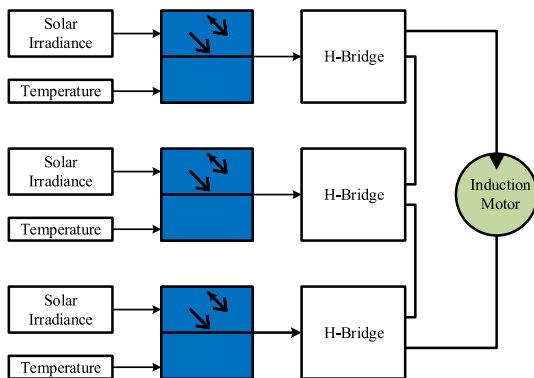 Solar
Irradiance
Temperature
H-Bridge
Solar
Irradiance
Temperature
H-Bridge
Induction
Motor
Solar
Irradiance
Temperature
H-Bridge